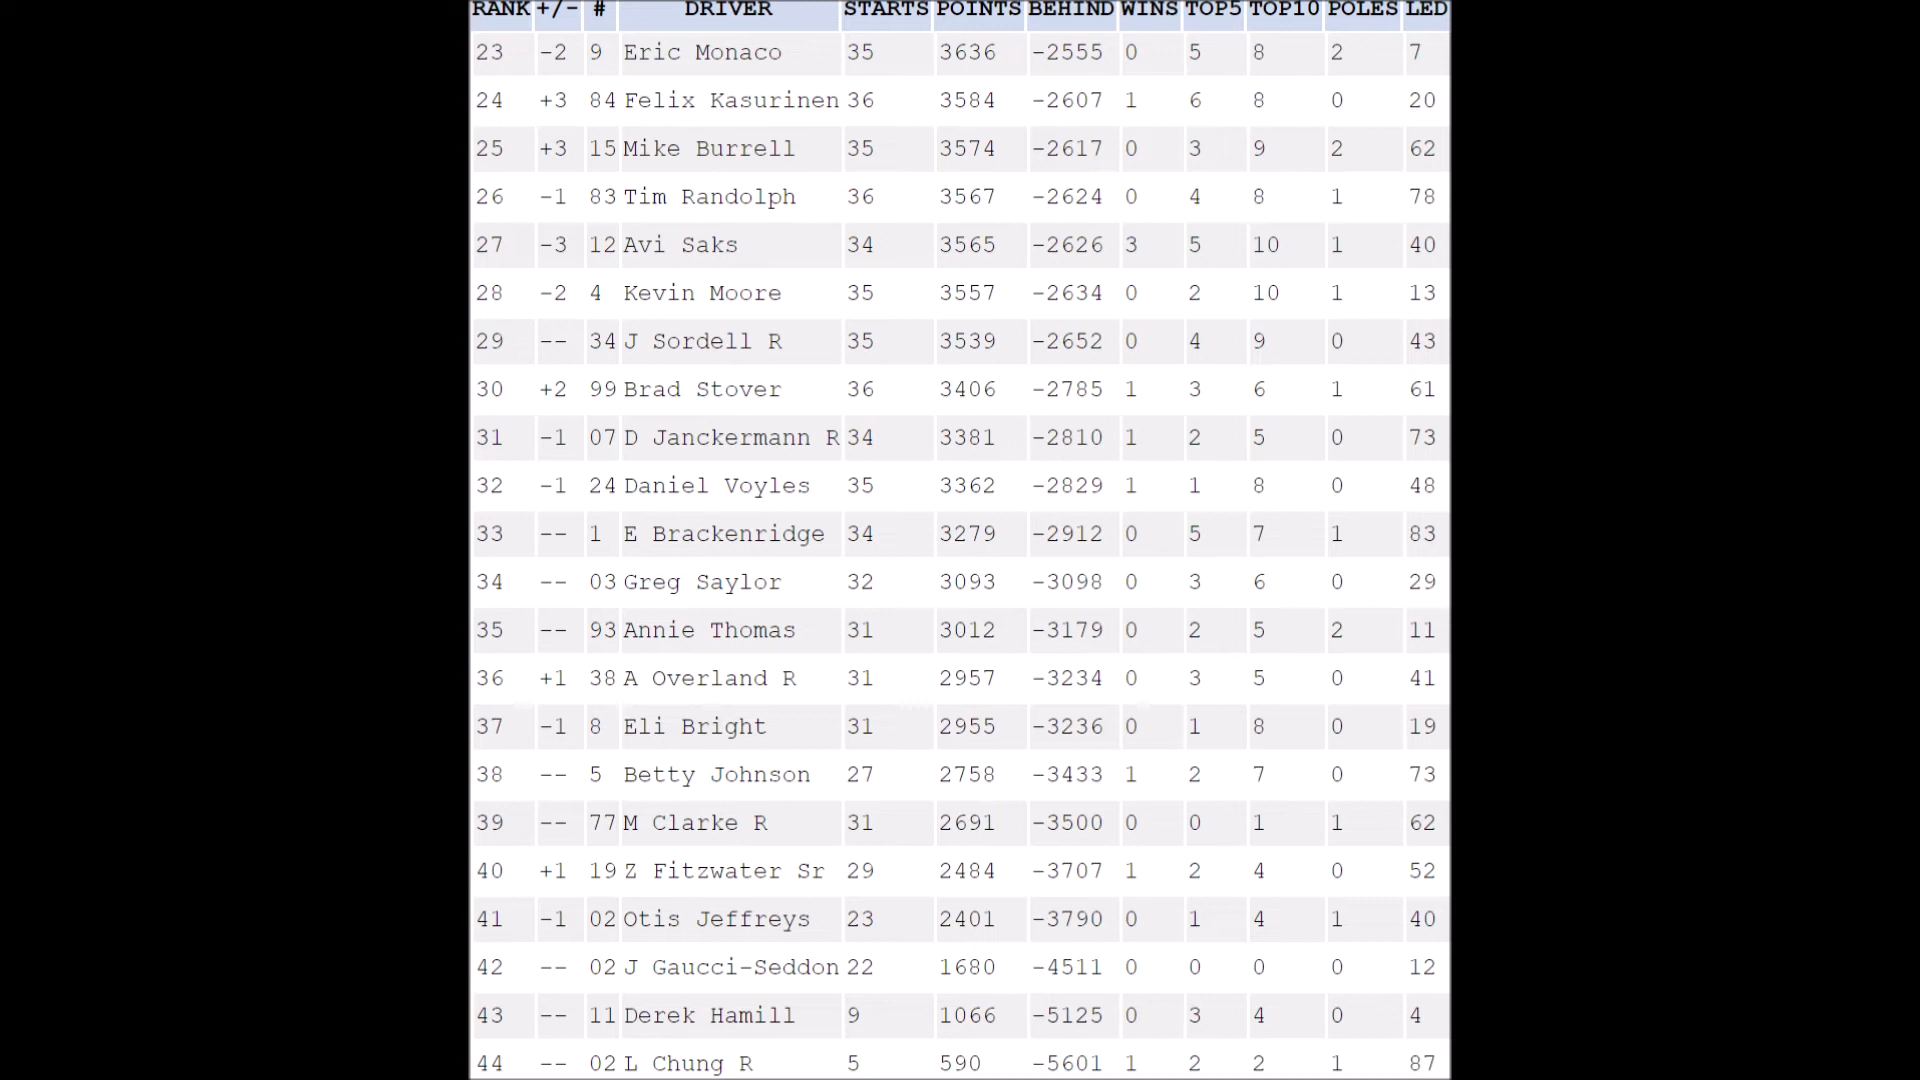 RANK +/- # DRIVER STARTS POINTS BEHIND WINS TOP5 TOP10 POLES LED
23 -2 9 Eric Monaco 35 3636 -2555 0 5 8 2 7
24 +3 84 Felix Kasurinen 36 3584 -2607 1 6 8 0 20
25 +3 15 Mike Burrell 35 3574 -2617 0 3 9 2 62
26 -1 83 Tim Randolph 36 3567 -2624 0 4 8 1 78
27 -3 12 Avi Saks 34 3565 -2626 3 5 10 1 40
28 -2 4 Kevin Moore 35 3557 -2634 0 2 10 1 13
29 -- 34 J Sordell R 35 3539 -2652 0 4 9 0 43
30 +2 99 Brad Stover 36 3406 -2785 1 3 6 1 61
31 -1 07 D Janckermann R 34 3381 -2810 1 2 5 0 73
32 -1 24 Daniel Voyles 35 3362 -2829 1 1 8 0 48
33 -- 1 E Brackenridge 34 3279 -2912 0 5 7 1 83
34 -- 03 Greg Saylor 32 3093 -3098 0 3 6 0 29
35 -- 93 Annie Thomas 31 3012 -3179 0 2 5 2 11
36 +1 38 A Overland R 31 2957 -3234 0 3 5 0 41
37 -1 8 Eli Bright 31 2955 -3236 0 1 8 0 19
38 -- 5 Betty Johnson 27 2758 -3433 1 2 7 0 73
39 -- 77 M Clarke R 31 2691 -3500 0 0 1 1 62
40 +1 19 Z Fitzwater Sr 29 2484 -3707 1 2 4 0 52
41 -1 02 Otis Jeffreys 23 2401 -3790 0 1 4 1 40
42 -- 02 J Gaucci-Seddon 22 1680 -4511 0 0 0 0 12
43 -- 11 Derek Hamill 9 1066 -5125 0 3 4 0 4
44 -- 02 L Chung R 5 590 -5601 1 2 2 1 87